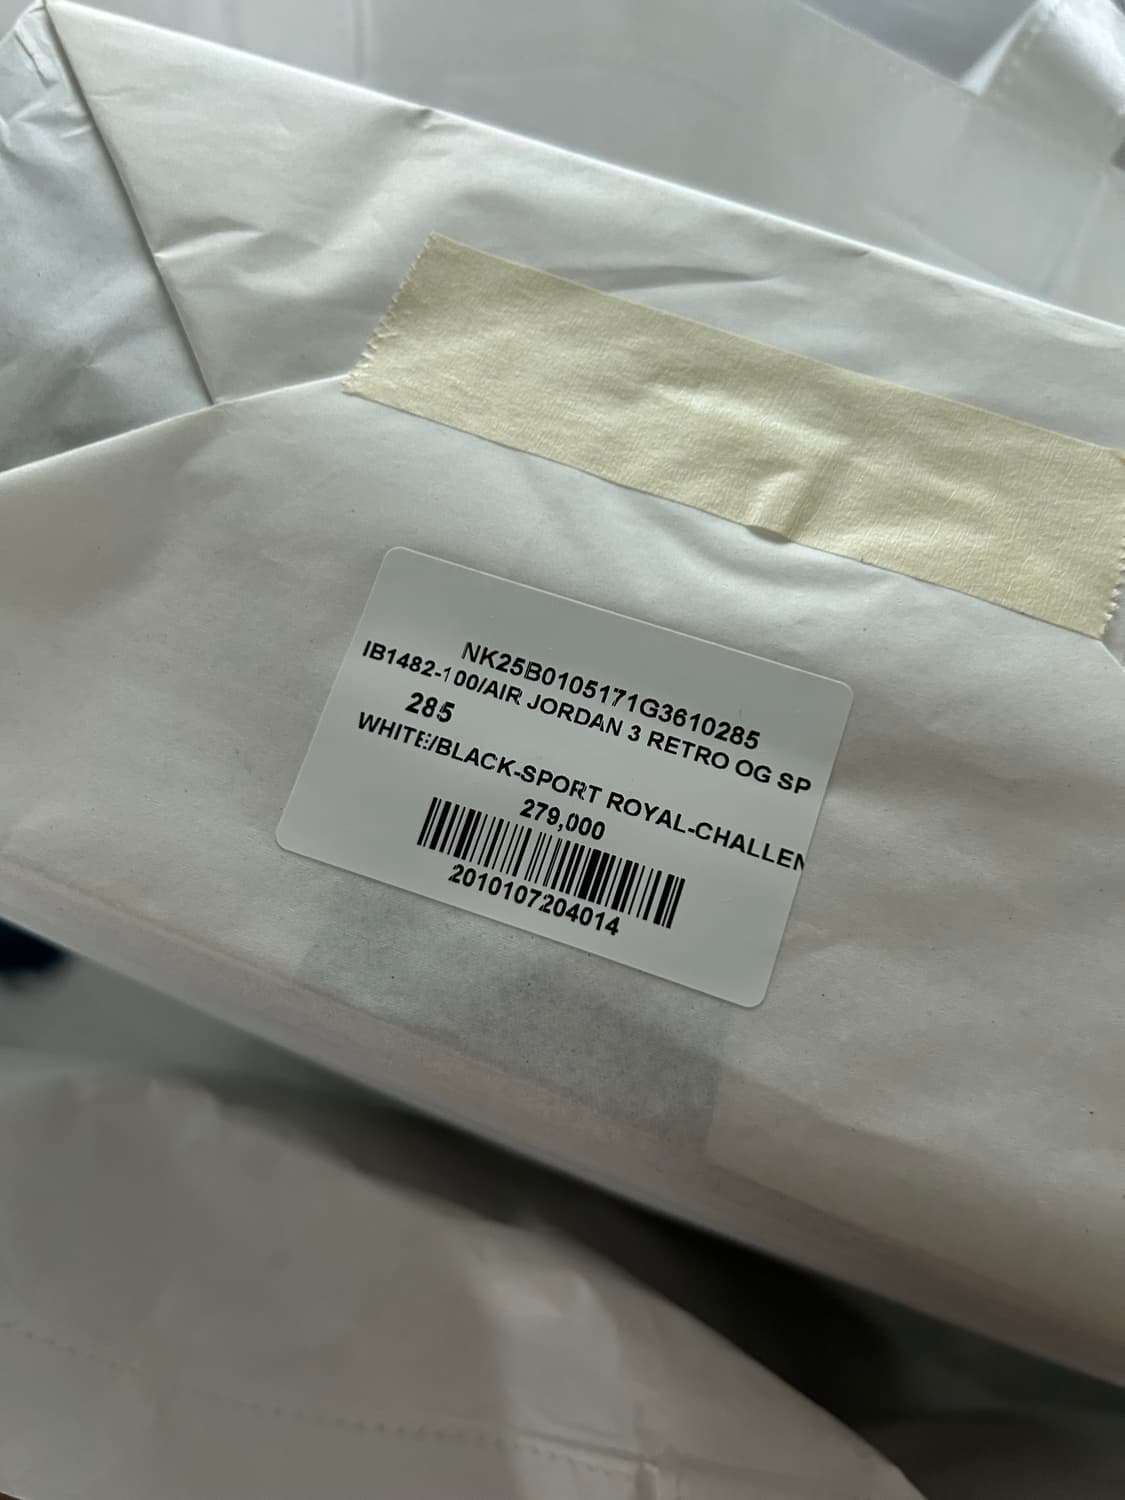 NK25B0105171G3610285
IB1482-100/AIR JORDAN 3 RETRO OG SP
285
WHITE/BLACK-SPORT ROYAL-CHALLEN
279,000
2010107204014